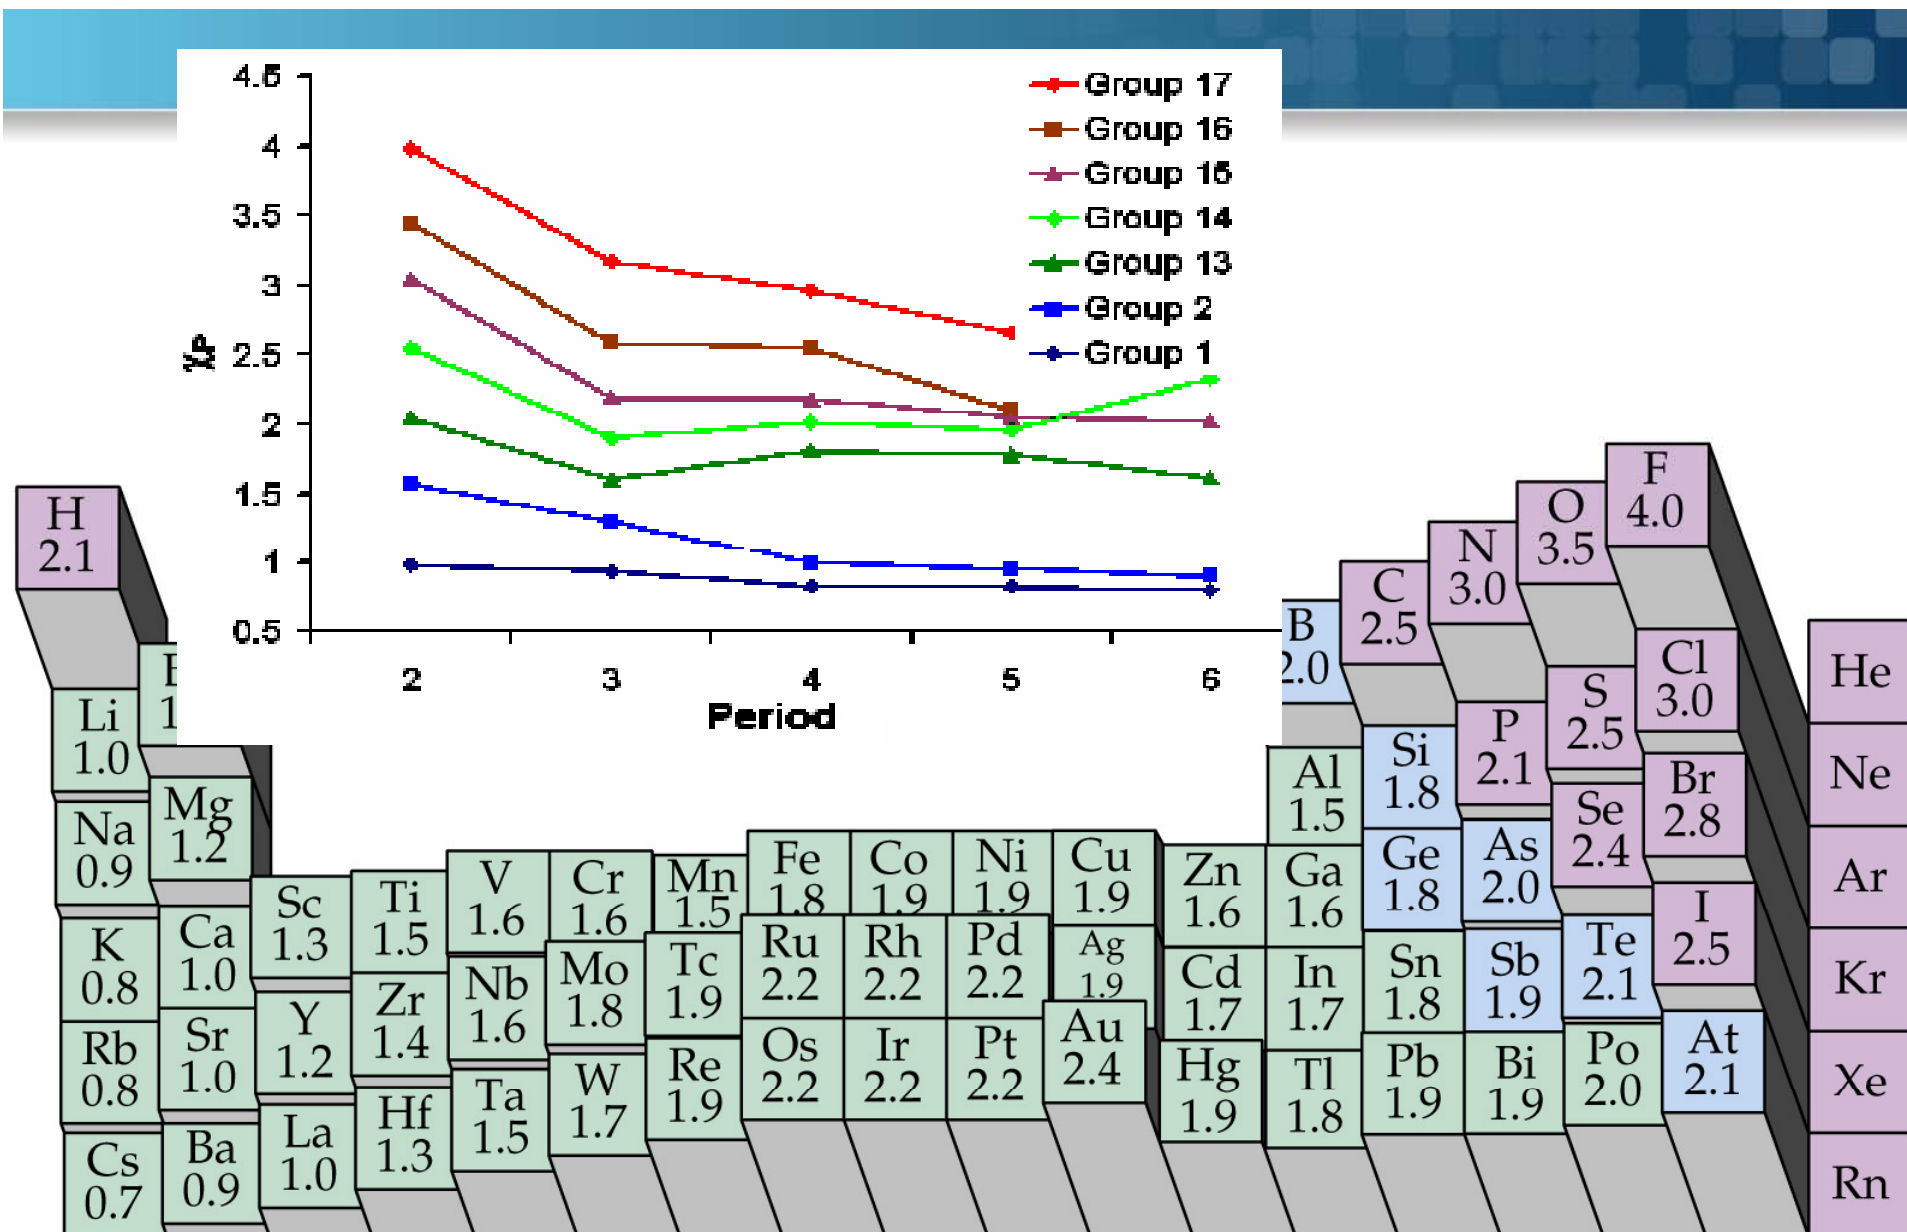 4.5
4
3.5
3
2.5
2
1.5
1
0.5
χP
2 3 4 5 6
Period
Group 17
Group 16
Group 15
Group 14
Group 13
Group 2
Group 1
H
2.1
Li
1.0
Na
0.9
Mg
1.2
K
0.8
Ca
1.0
Sc
1.3
Ti
1.5
V
1.6
Cr
1.6
Mn
1.5
Fe
1.8
Co
1.9
Ni
1.9
Cu
1.9
Zn
1.6
Ga
1.6
Ge
1.8
As
2.0
Se
2.4
Br
2.8
B
2.0
C
2.5
N
3.0
O
3.5
F
4.0
Al
1.5
Si
1.8
P
2.1
S
2.5
Cl
3.0
Rb
0.8
Sr
1.0
Y
1.2
Zr
1.4
Nb
1.6
Mo
1.8
Tc
1.9
Ru
2.2
Rh
2.2
Pd
2.2
Ag
1.9
Cd
1.7
In
1.7
Sn
1.8
Sb
1.9
Te
2.1
I
2.5
Cs
0.7
Ba
0.9
La
1.0
Hf
1.3
Ta
1.5
W
1.7
Re
1.9
Os
2.2
Ir
2.2
Pt
2.2
Au
2.4
Hg
1.9
Tl
1.8
Pb
1.9
Bi
1.9
Po
2.0
At
2.1
He
Ne
Ar
Kr
Xe
Rn